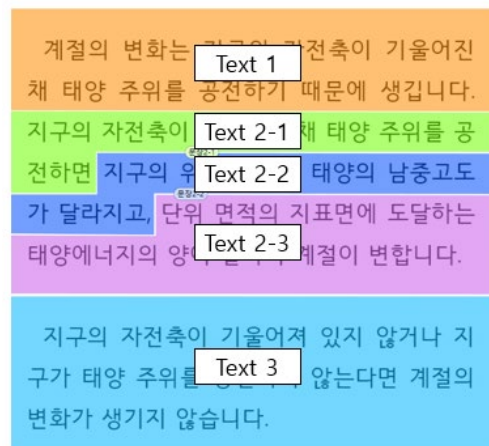 계절의 변화는 자전축이 기울어진
Text 1
채 태양 주위를 공전하기 때문에 생깁니다.
지구의 자전축이 채 태양 주위를 공
Text 2-1
전하면 지구의 태양의 남중고도
Text 2-2
가 달라지고, 단위 면적의 지표면에 도달하는
태양에너지의 계절이 변합니다.
Text 2-3
지구의 자전축이 기울어져 있지 않거나 지
구가 태양 주위를 않는다면 계절의
Text 3
변화가 생기지 않습니다.